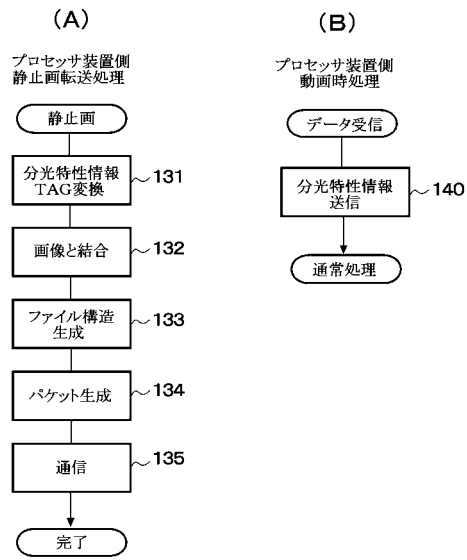 (A)
プロセッサ装置側
静止画転送処理
静止画
分光特性情報
TAG変換
131
画像と結合
132
ファイル構造
生成
133
パケット生成
134
通信
135
完了
(B)
プロセッサ装置側
動画時処理
データ受信
分光特性情報
送信
140
通常処理